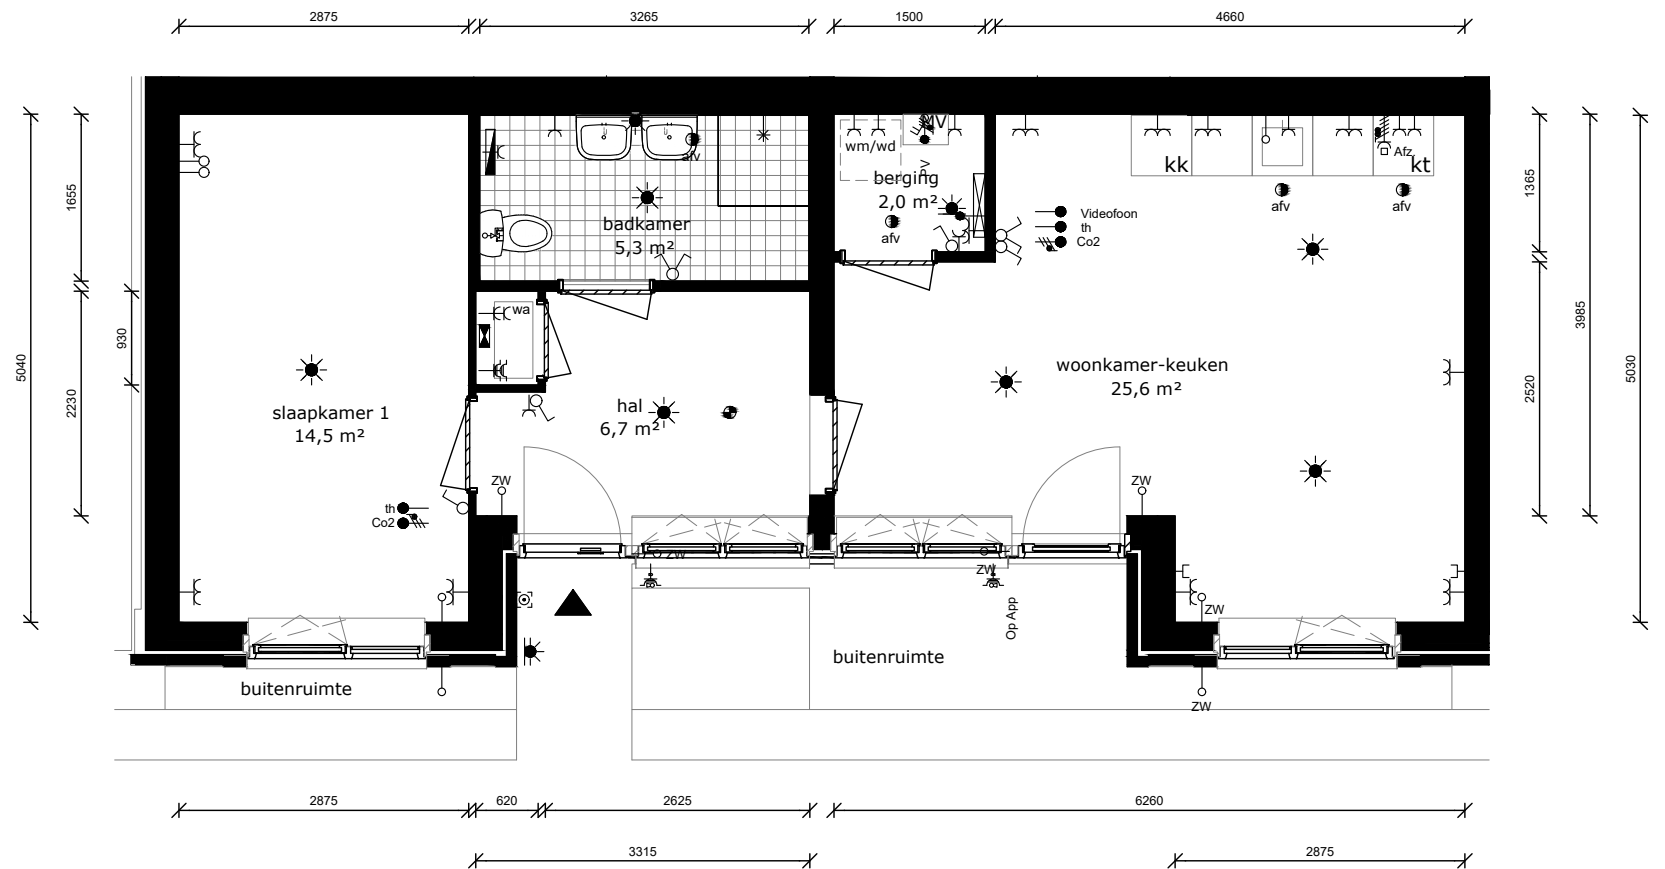 2875
3265
1500
4660
5040
1655
2230
930
1365
2520
3985
5030
afv
MV
wm/wd
berging
2,0 m²
afv
badkamer
5,3 m²
wa
kk
Afz
kt
afv
afv
Videofoon
th
Co2
slaapkamer 1
14,5 m²
hal
6,7 m²
woonkamer-keuken
25,6 m²
th
Co2
ZW
ZW
ZW
ZW
ZW
Op App
buitenruimte
buitenruimte
ZW
2875
620
2625
6260
3315
2875